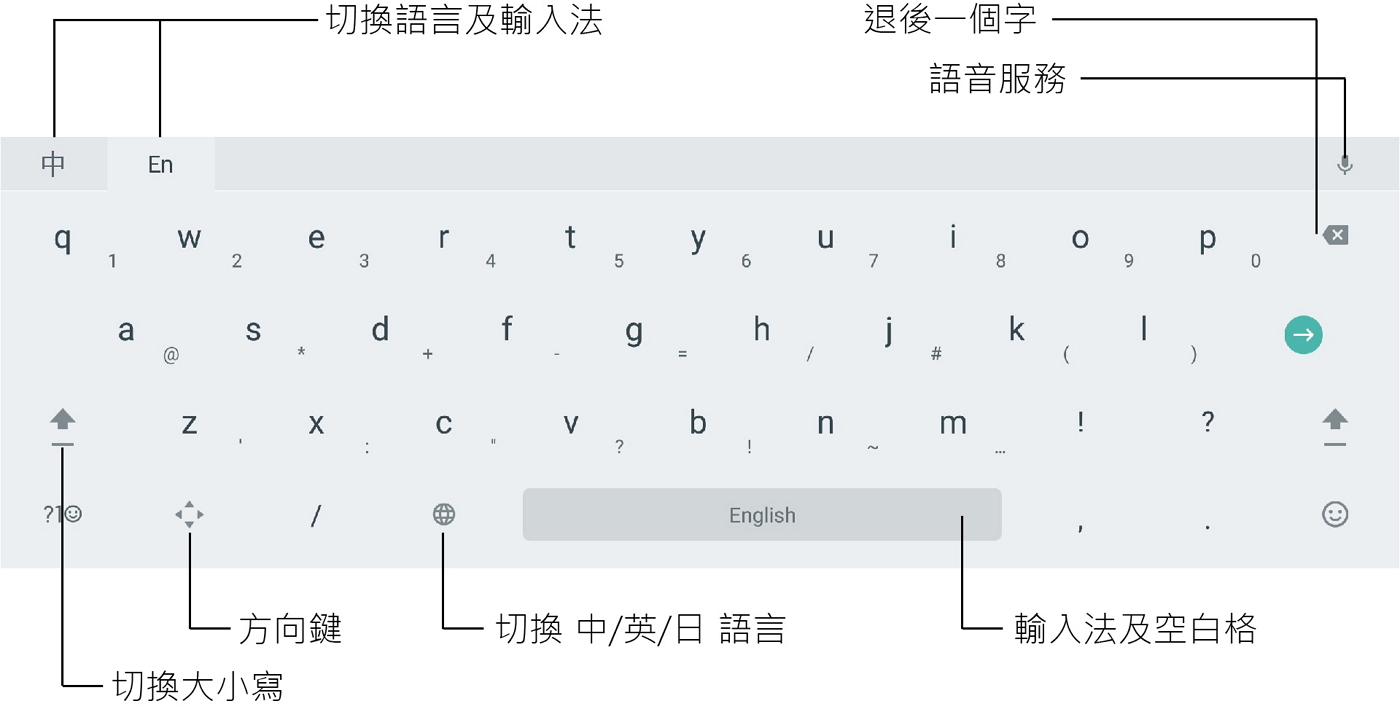 切換語言及輸入法
退後一個字
語音服務
中 En
q 1 w 2 e 3 r 4 t 5 y 6 u 7 i 8 o 9 p 0
a @ s * d + f - g = h / j # k ( l )
z ' x : c " v ? b ! n ~ m … ! ?
?1☺ / English , .
方向鍵
切換 中/英/日 語言
輸入法及空白格
切換大小寫